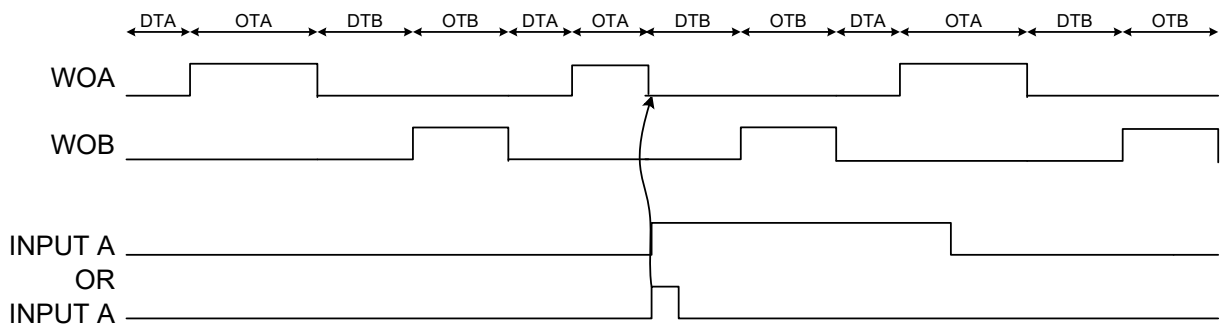 DTA OTA DTB OTB DTA OTA DTB OTB DTA OTA DTB OTB
WOA
WOB
INPUT A
OR
INPUT A